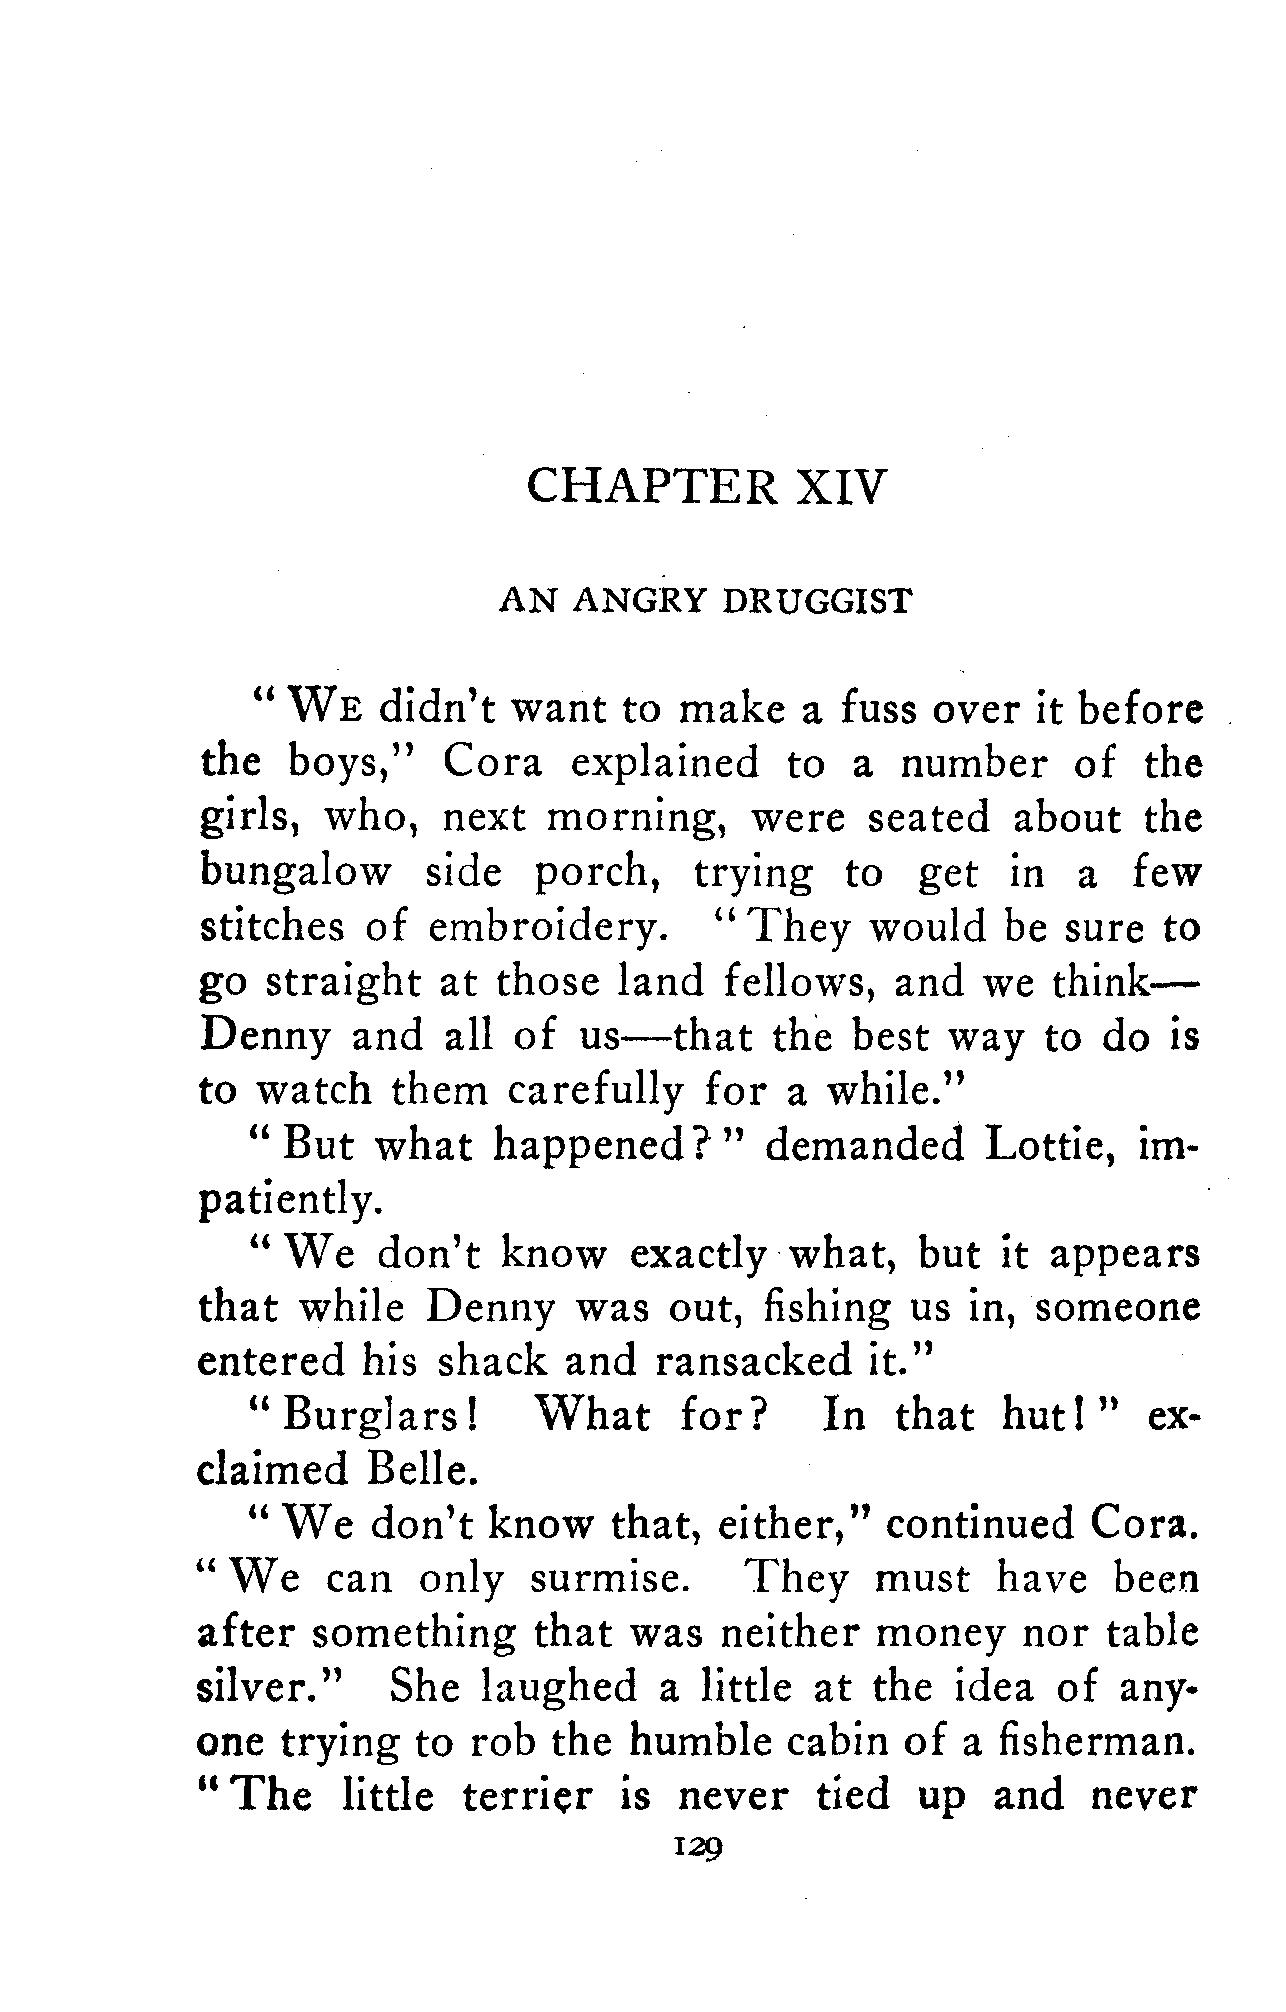 CHAPTER XIV
AN ANGRY DRUGGIST
" WE didn't want to make a fuss over it before
the boys," Cora explained to a number of the
girls, who, next morning, were seated about the
bungalow side porch, trying to get in a few
stitches of embroidery. " They would be sure to
go straight at those land fellows, and we think—
Denny and all of us—that the best way to do is
to watch them carefully for a while."
" But what happened? " demanded Lottie, im-
patiently.
" We don't know exactly what, but it appears
that while Denny was out, fishing us in, someone
entered his shack and ransacked it."
" Burglars! What for? In that hut! " ex-
claimed Belle.
" We don't know that, either," continued Cora.
" We can only surmise. They must have been
after something that was neither money nor table
silver." She laughed a little at the idea of any-
one trying to rob the humble cabin of a fisherman.
" The little terrier is never tied up and never
129